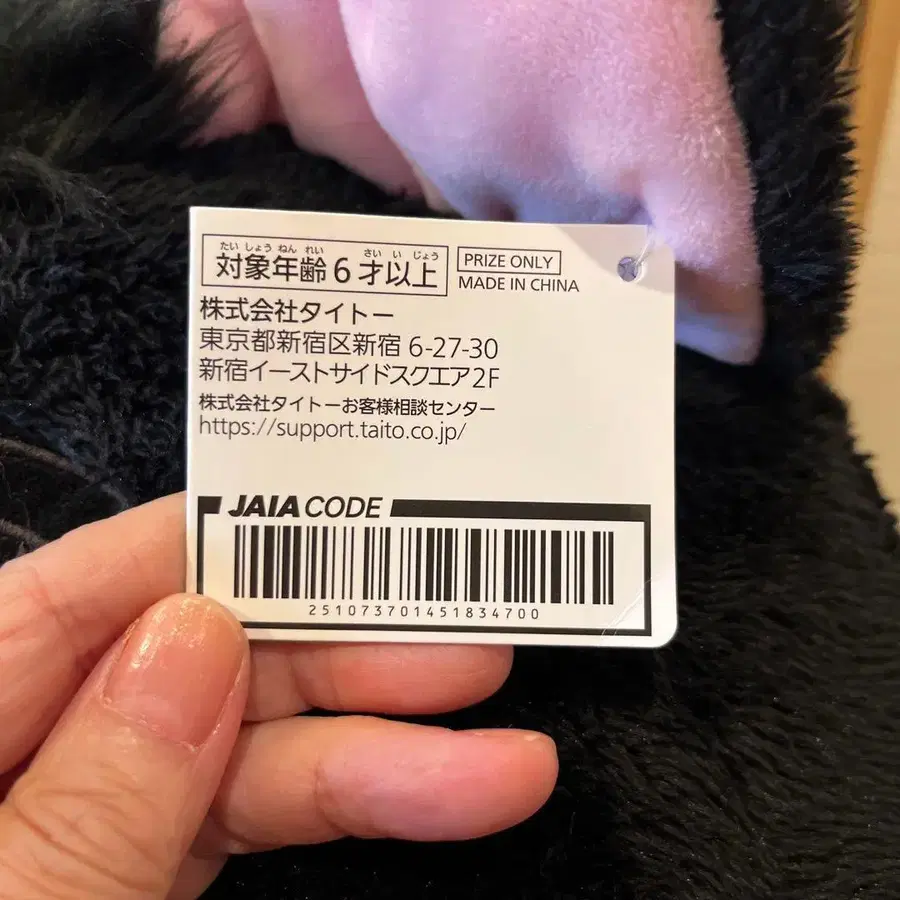 たいしょうねんれい さいいじょう
対象年齢6才以上
PRIZE ONLY
MADE IN CHINA
株式会社タイトー
東京都新宿区新宿 6-27-30
新宿イーストサイドスクエア2F
株式会社タイトーお客様相談センター
https://support.taito.co.jp/
JAIA CODE
251073701451834700